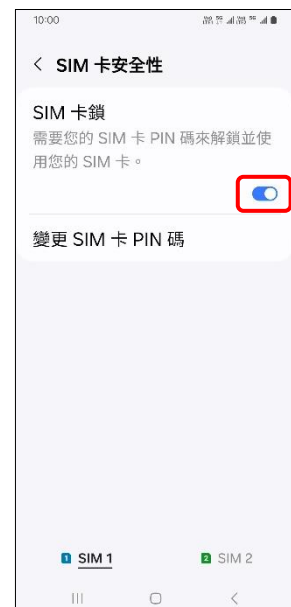 10:00
SIM 卡安全性
SIM 卡鎖
需要您的 SIM 卡 PIN 碼來解鎖並使
用您的 SIM 卡。
變更 SIM 卡 PIN 碼
1 SIM 1 2 SIM 2